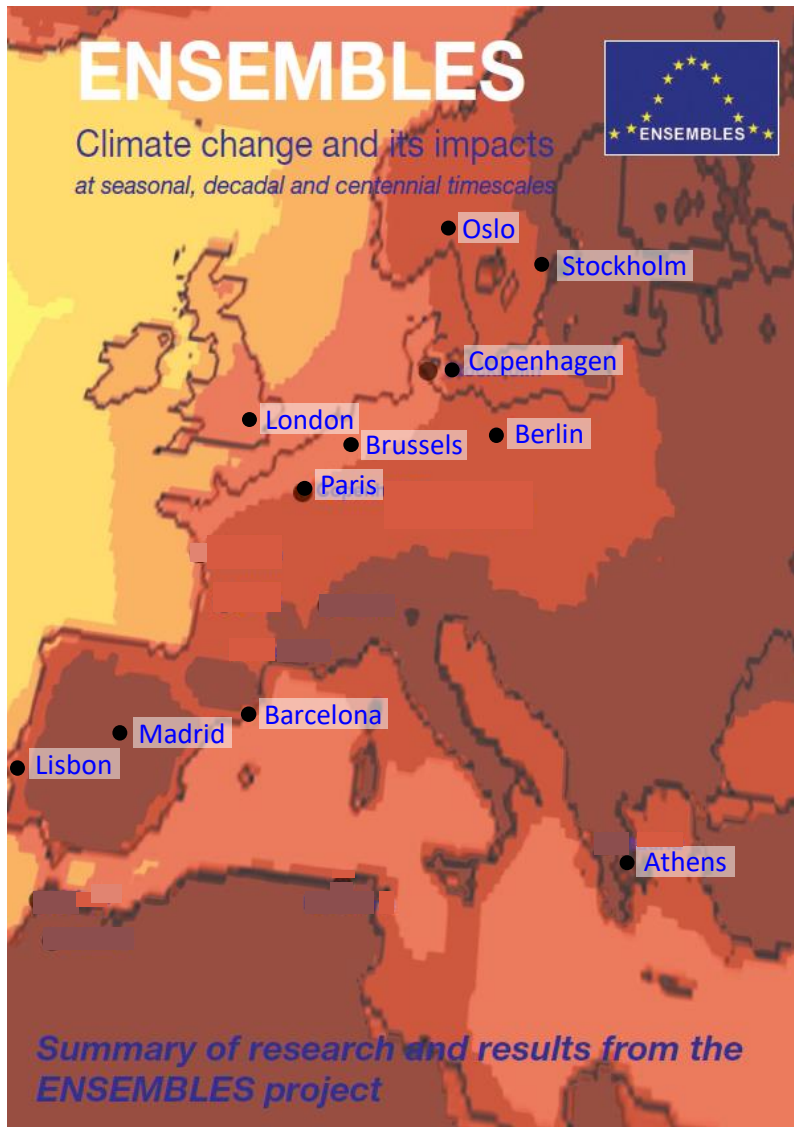 ENSEMBLES
Climate change and its impacts
at seasonal, decadal and centennial timescales
ENSEMBLES
Oslo
Stockholm
Copenhagen
London
Berlin
Brussels
Paris
Barcelona
Madrid
Lisbon
Athens
Summary of research and results from the
ENSEMBLES project